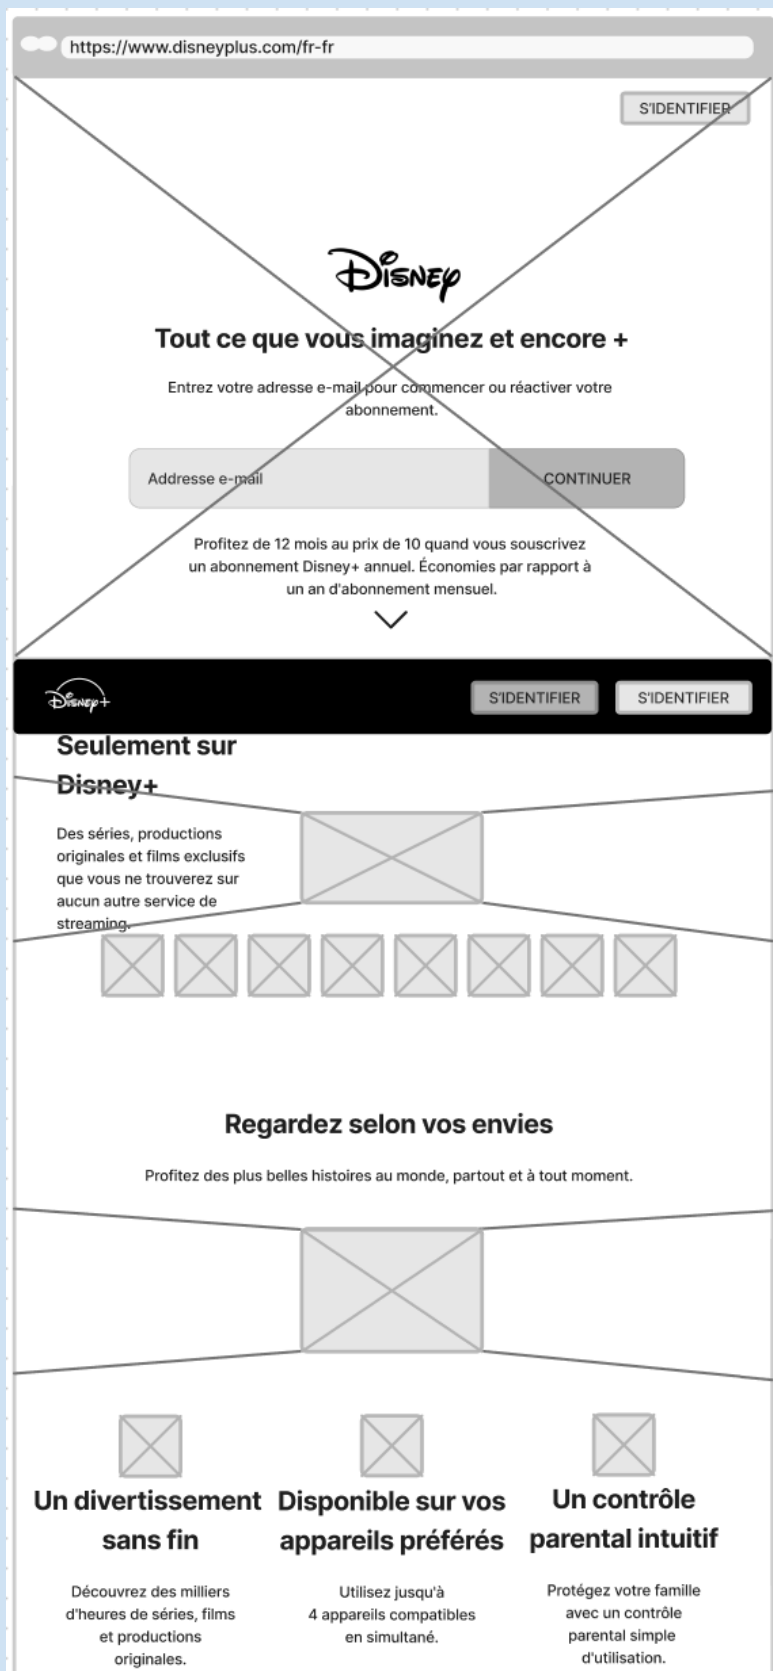 https://www.disneyplus.com/fr-fr
S'IDENTIFIER
Disney
Tout ce que vous imaginez et encore +
Entrez votre adresse e-mail pour commencer ou réactiver votre
abonnement.
Addresse e-mail
CONTINUER
Profitez de 12 mois au prix de 10 quand vous souscrivez
un abonnement Disney+ annuel. Économies par rapport à
un an d'abonnement mensuel.
Disney+
S'IDENTIFIER
S'IDENTIFIER
Seulement sur
Disney+
Des séries, productions
originales et films exclusifs
que vous ne trouverez sur
aucun autre service de
streaming.
Regardez selon vos envies
Profitez des plus belles histoires au monde, partout et à tout moment.
Un divertissement
sans fin
Découvrez des milliers
d'heures de séries, films
et productions
originales.
Disponible sur vos
appareils préférés
Utilisez jusqu'à
4 appareils compatibles
en simultané.
Un contrôle
parental intuitif
Protégez votre famille
avec un contrôle
parental simple
d'utilisation.